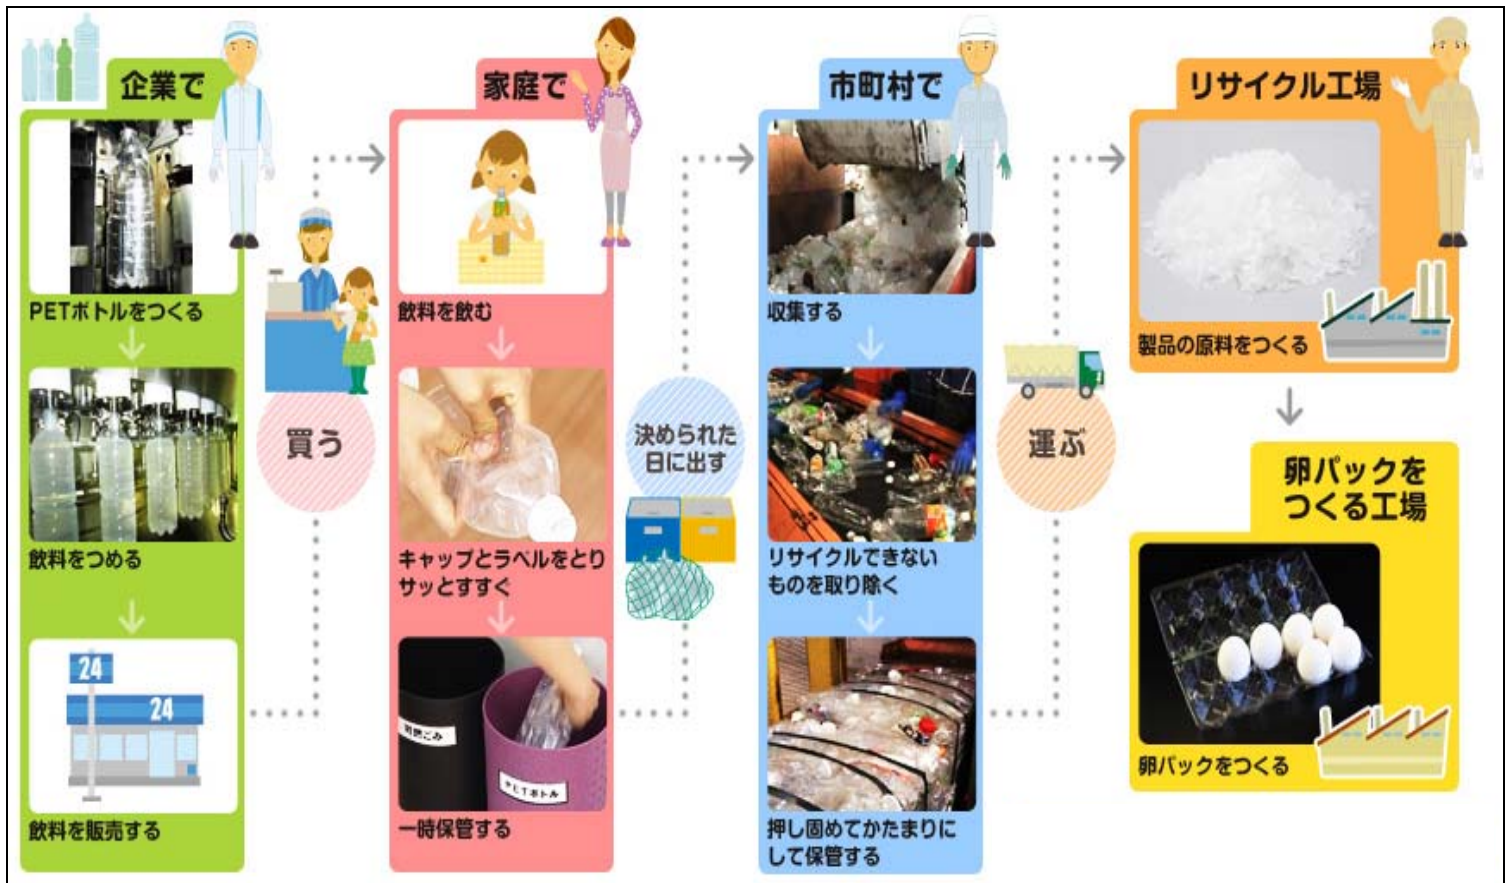 企業で
PETボトルをつくる
飲料をつめる
24
24
飲料を販売する
買う
家庭で
飲料を飲む
キャップとラベルをとり
サッとすすぐ
PETボトル
一時保管する
決められた
日に出す
市町村で
収集する
リサイクルできない
ものを取り除く
押し固めてかたまりに
して保管する
運ぶ
リサイクル工場
製品の原料をつくる
卵パックを
つくる工場
卵パックをつくる